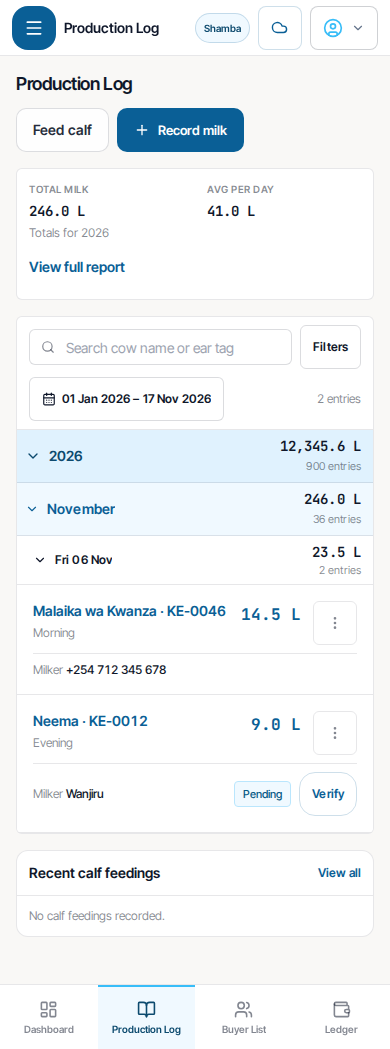 Production Log
Shamba
Production Log
Feed calf
Record milk
TOTAL MILK
AVG PER DAY
246.0 L
41.0 L
Totals for 2026
View full report
Search cow name or ear tag
Filters
01 Jan 2026 – 17 Nov 2026
2 entries
2026
12,345.6 L
900 entries
November
246.0 L
36 entries
Fri 06 Nov
23.5 L
2 entries
Malaika wa Kwanza · KE-0046
14.5 L
Morning
Milker +254 712 345 678
Neema · KE-0012
9.0 L
Evening
Milker Wanjiru
Pending
Verify
Recent calf feedings
View all
No calf feedings recorded.
Dashboard
Production Log
Buyer List
Ledger